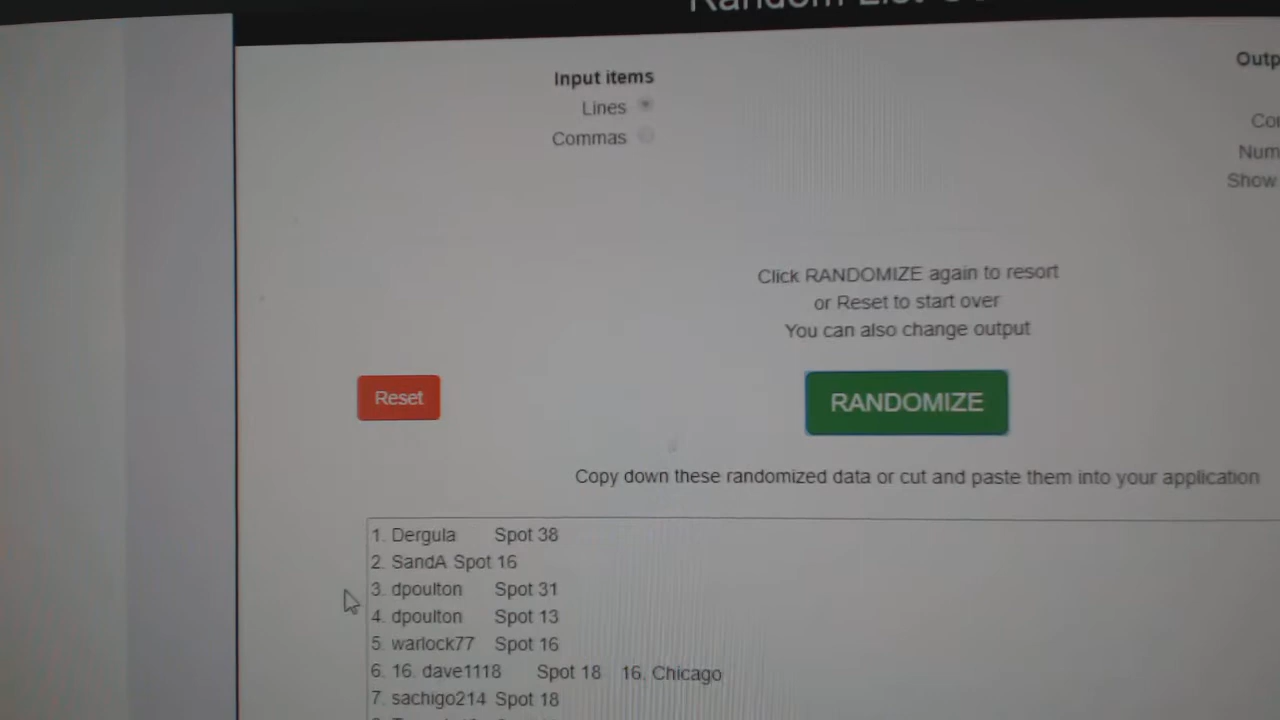 Random List
Input items
Lines
Commas
Outp
Num
Show
Click RANDOMIZE again to resort
or Reset to start over
You can also change output
Reset
RANDOMIZE
Copy down these randomized data or cut and paste them into your application
1. Dergula Spot 38
2. SandA Spot 16
3. dpoulton Spot 31
4. dpoulton Spot 13
5. warlock77 Spot 16
6. 16. dave1118 Spot 18 16. Chicago
7. sachigo214 Spot 18